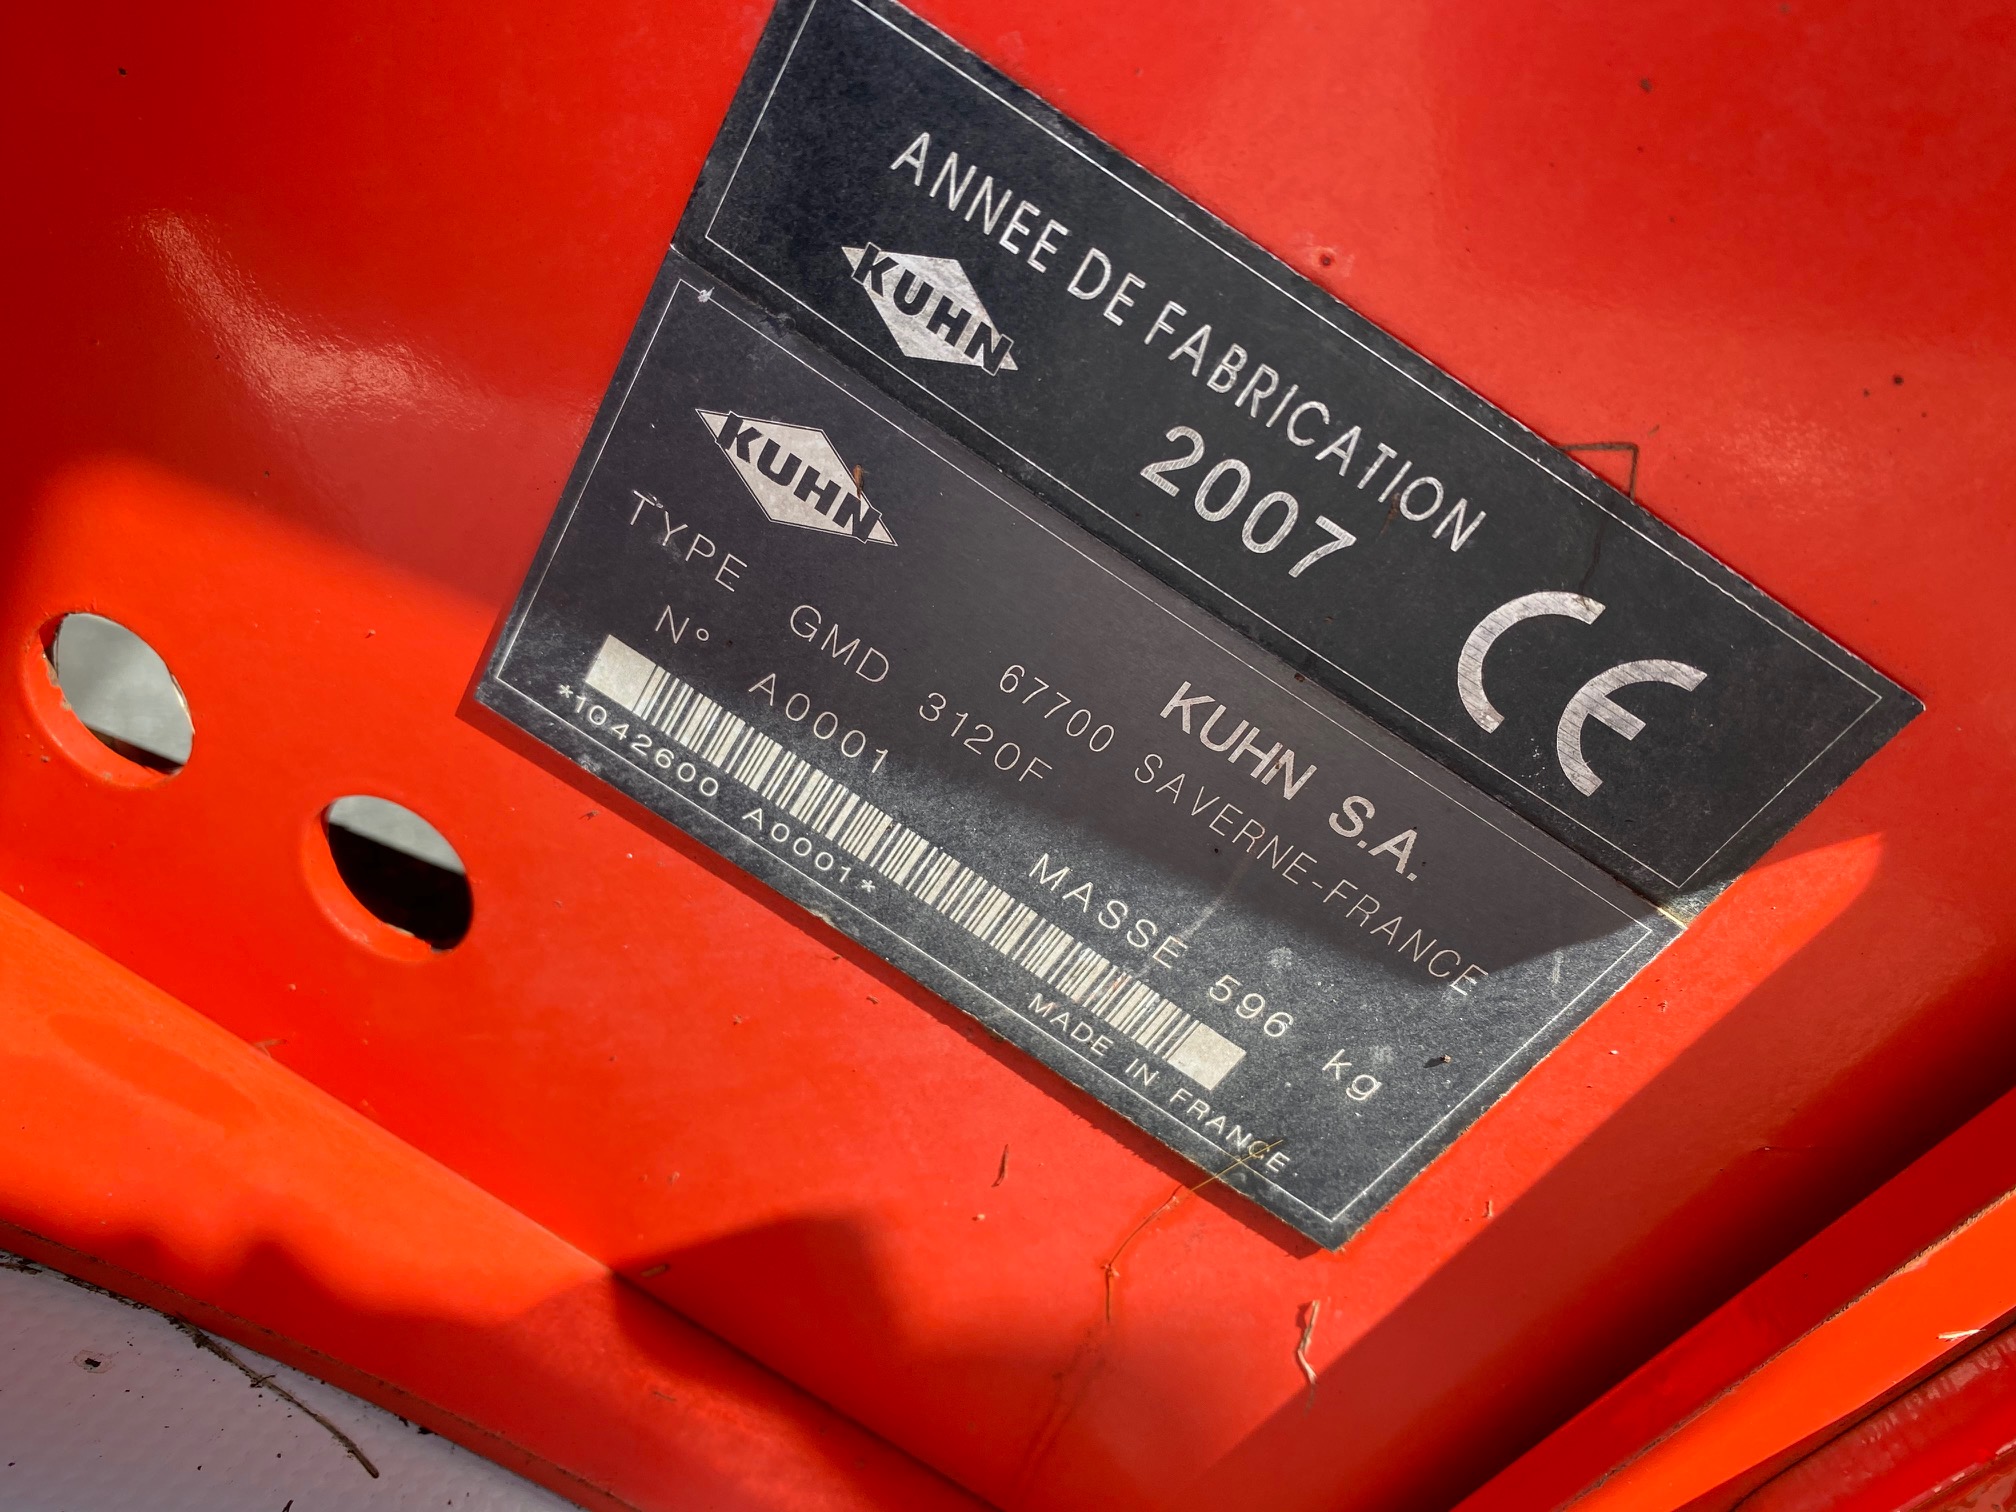 ANNEE DE FABRICATION
KUHN
2007
CE
KUHN
KUHN S.A.
67700 SAVERNE-FRANCE
TYPE GMD 3120F
N° A0001
MASSE 596 kg
*1042600 A0001*
MADE IN FRANCE